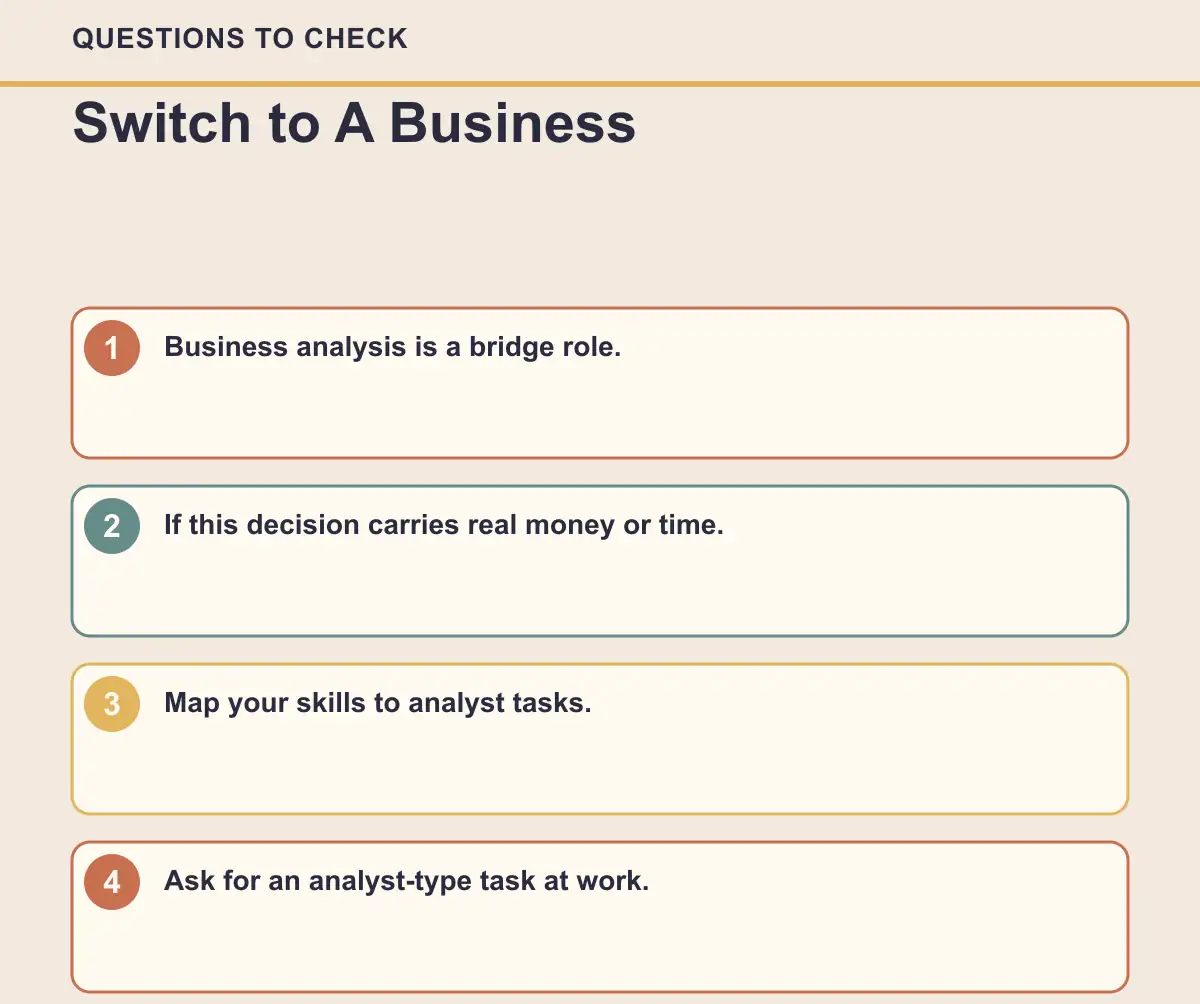 QUESTIONS TO CHECK
Switch to A Business
1 Business analysis is a bridge role.
2 If this decision carries real money or time.
3 Map your skills to analyst tasks.
4 Ask for an analyst-type task at work.